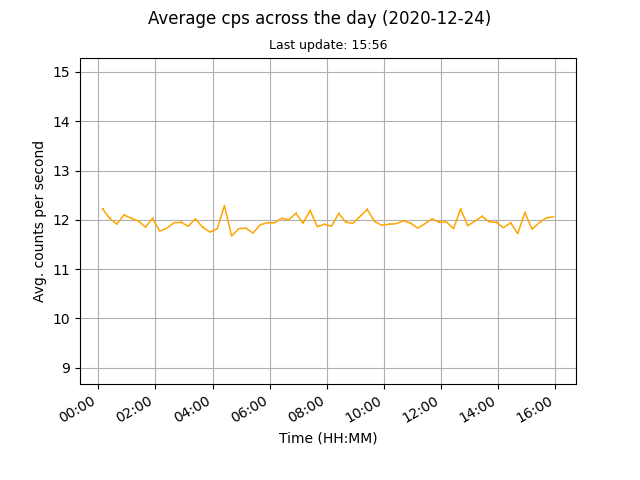 Average cps across the day (2020-12-24)
Last update: 15:56
15
14
13
12
11
10
9
Avg. counts per second
00:00 02:00 04:00 06:00 08:00 10:00 12:00 14:00 16:00
Time (HH:MM)